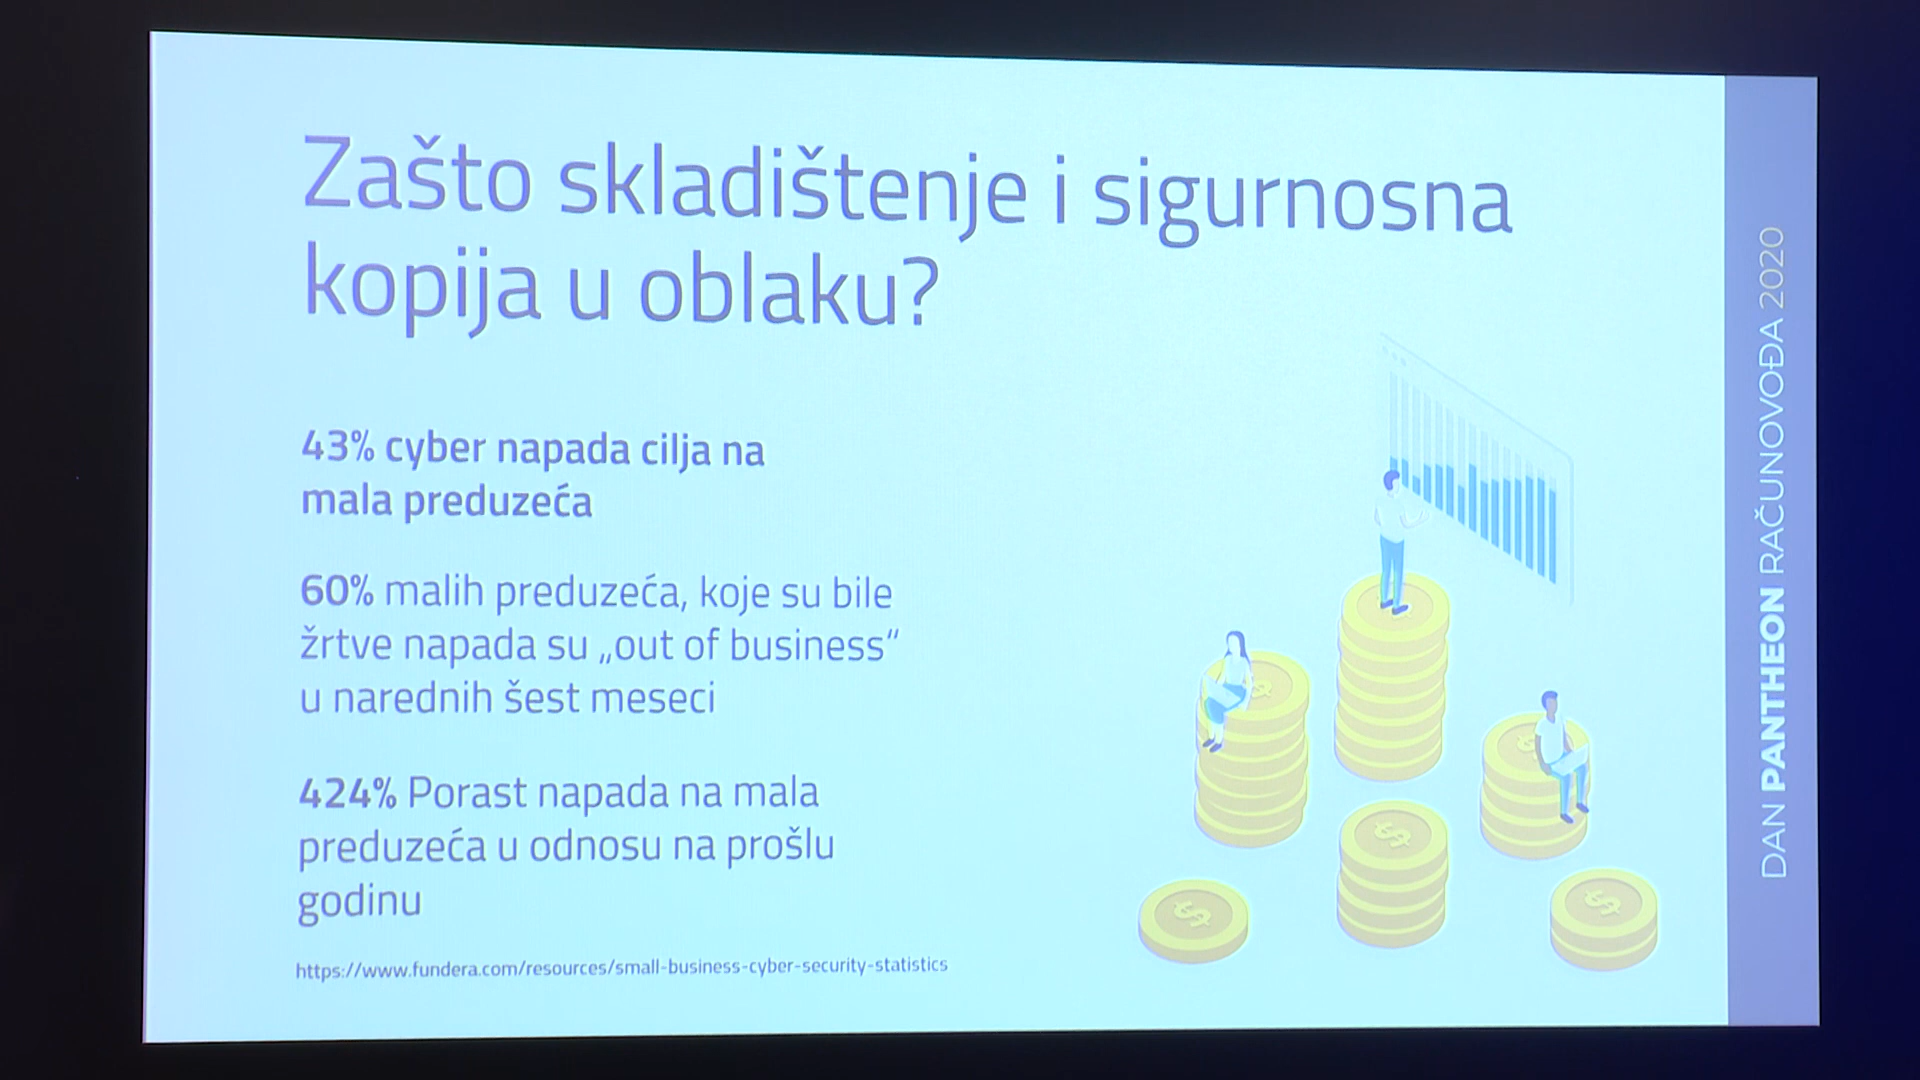 Zašto skladištenje i sigurnosna
kopija u oblaku?
43% cyber napada cilja na
mala preduzeća
60% malih preduzeća, koje su bile
žrtve napada su „out of business“
u narednih šest meseci
424% Porast napada na mala
preduzeća u odnosu na prošlu
godinu
https://www.fundera.com/resources/small-business-cyber-security-statistics
DAN PANTHEON RAČUNOVOĐA 2020